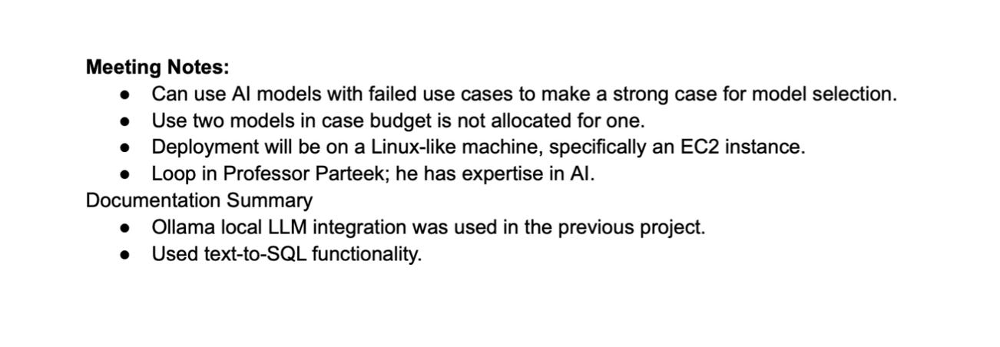 Meeting Notes:
● Can use AI models with failed use cases to make a strong case for model selection.
● Use two models in case budget is not allocated for one.
● Deployment will be on a Linux-like machine, specifically an EC2 instance.
● Loop in Professor Parteek; he has expertise in AI.
Documentation Summary
● Ollama local LLM integration was used in the previous project.
● Used text-to-SQL functionality.